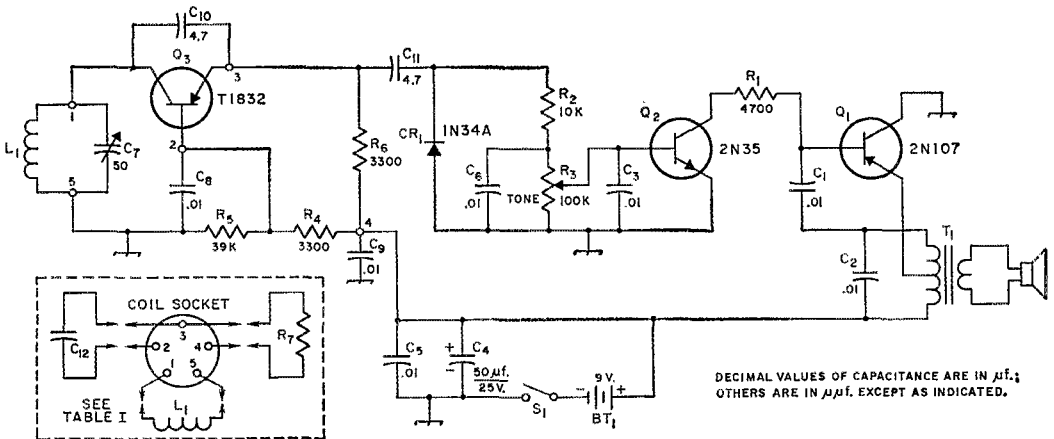 C10
4.7
Q3
3
T1832
1
L1
C7
50
5
2
C8
.01
R5
39K
R4
3300
R6
3300
4
C9
.01
C11
4.7
CR1
1N34A
R2
10K
C6
.01
R3
TONE
100K
C3
.01
Q2
2N35
R1
4700
Q1
2N107
C1
.01
C2
.01
T1
COIL SOCKET
3
2
4
1
5
C12
R7
SEE
TABLE I
L1
C5
.01
+
C4
-
50 µf.
25V.
S1
-
9 V.
+
BT1
DECIMAL VALUES OF CAPACITANCE ARE IN µf.;
OTHERS ARE IN µµf. EXCEPT AS INDICATED.